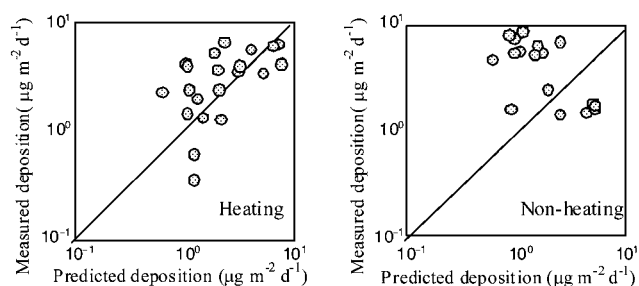 Measured deposition( μg m⁻² d⁻¹)
10¹
10⁰
10⁻¹
Heating
10⁻¹ 10⁰ 10¹
Predicted deposition (μg m⁻² d⁻¹)
Measured deposition( μg m⁻² d⁻¹)
10¹
10⁰
10⁻¹
Non-heating
10⁻¹ 10⁰ 10¹
Predicted deposition (μg m⁻² d⁻¹)